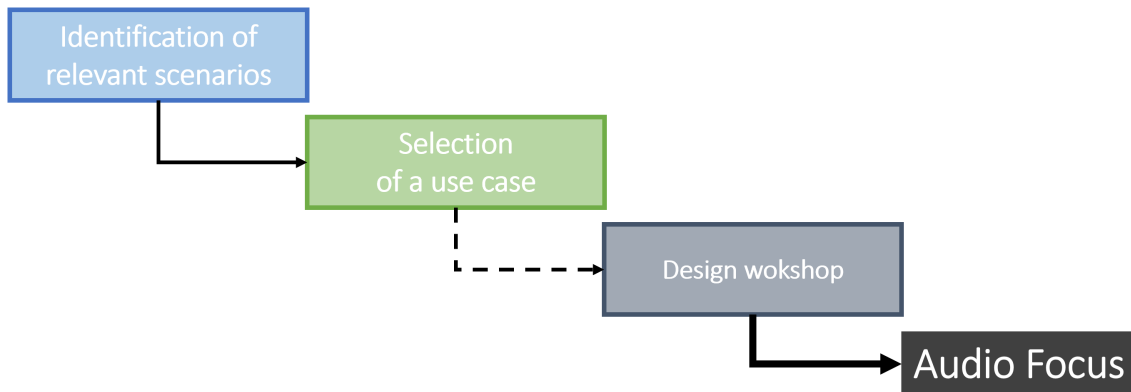 Identification of
relevant scenarios
Selection
of a use case
Design wokshop
Audio Focus